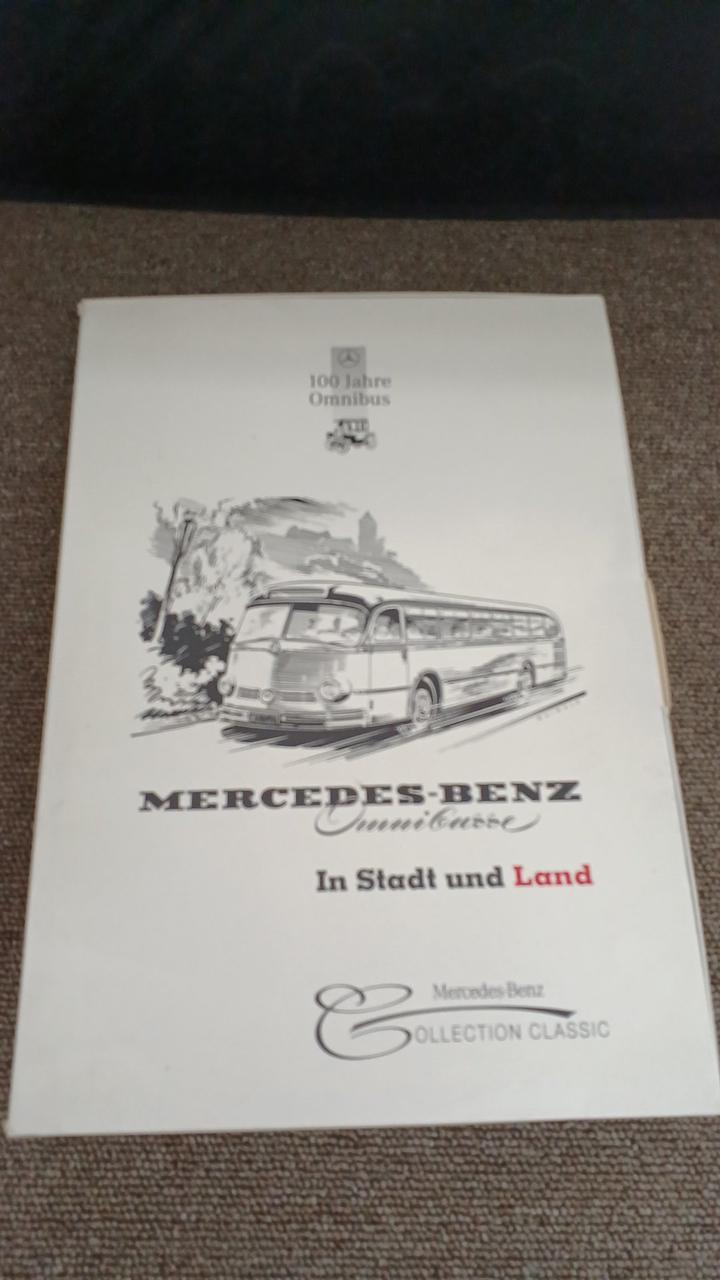 100 Jahre
Omnibus
MERCEDES-BENZ
Omnibusse
In Stadt und Land
Mercedes-Benz
COLLECTION CLASSIC